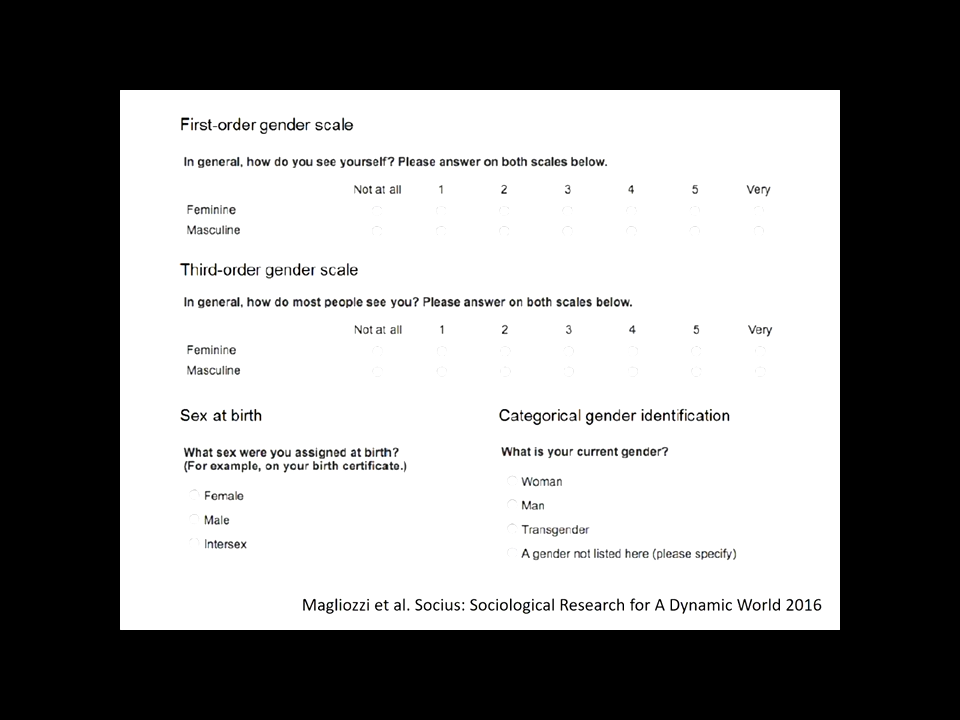 First-order gender scale
In general, how do you see yourself? Please answer on both scales below.
Not at all 1 2 3 4 5 Very
Feminine
Masculine
Third-order gender scale
In general, how do most people see you? Please answer on both scales below.
Not at all 1 2 3 4 5 Very
Feminine
Masculine
Sex at birth
What sex were you assigned at birth?
(For example, on your birth certificate.)
Female
Male
Intersex
Categorical gender identification
What is your current gender?
Woman
Man
Transgender
A gender not listed here (please specify)
Magliozzi et al. Socius: Sociological Research for A Dynamic World 2016